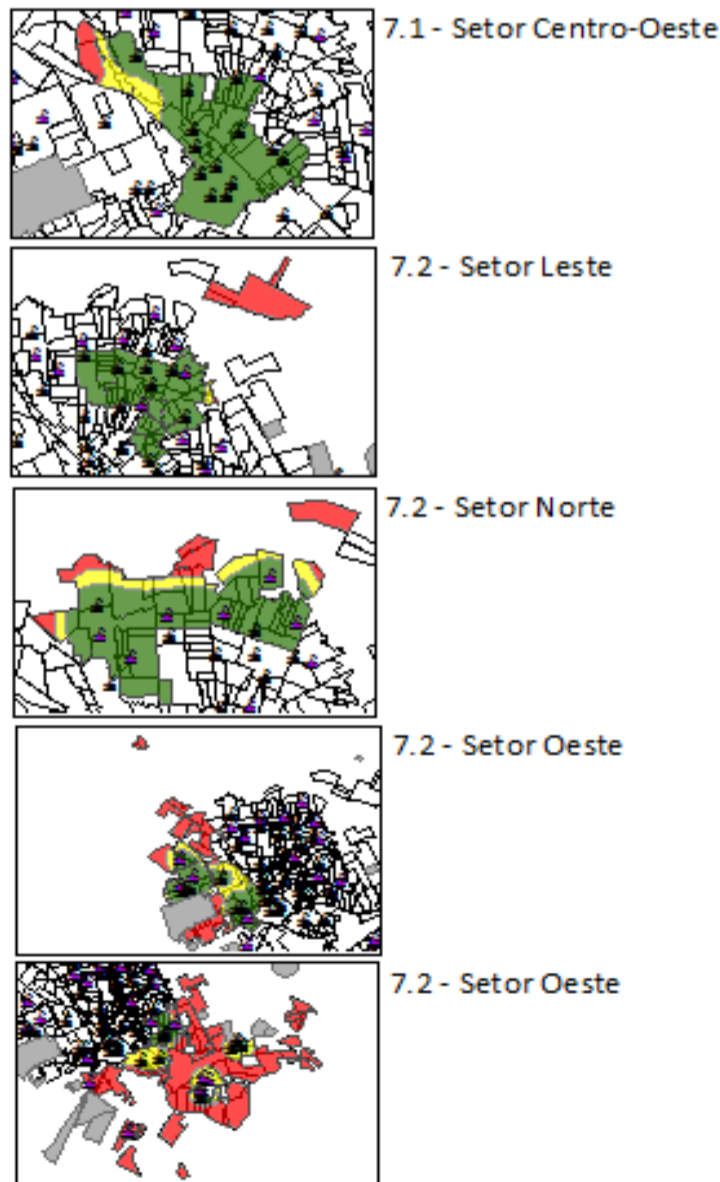 7.1 - Setor Centro-Oeste
7.2 - Setor Leste
7.2 - Setor Norte
7.2 - Setor Oeste
7.2 - Setor Oeste